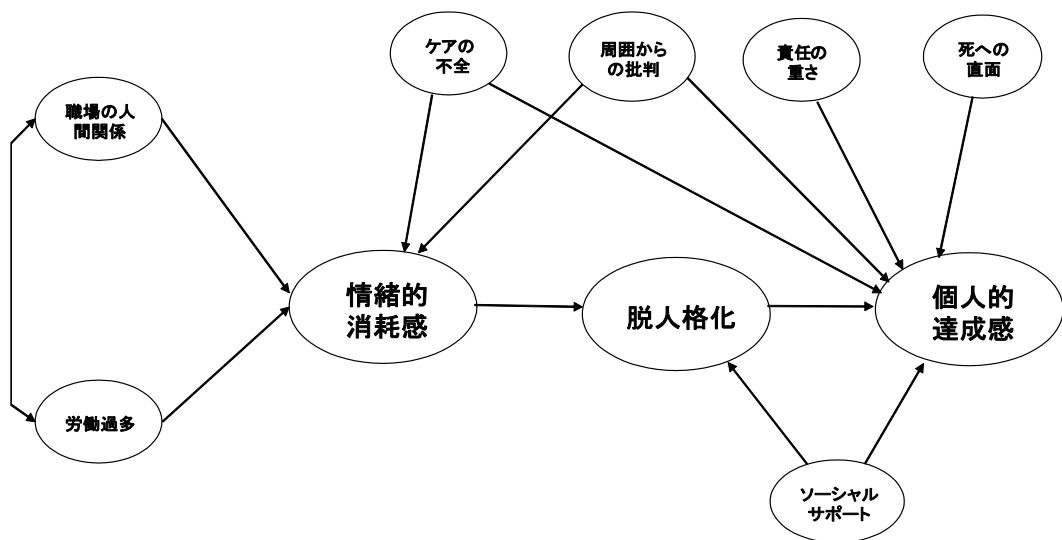 ケアの
不全
周囲から
の批判
責任の
重さ
死への
直面
職場の人
間関係
情緒的
消耗感
脱人格化
個人的
達成感
労働過多
ソーシャル
サポート